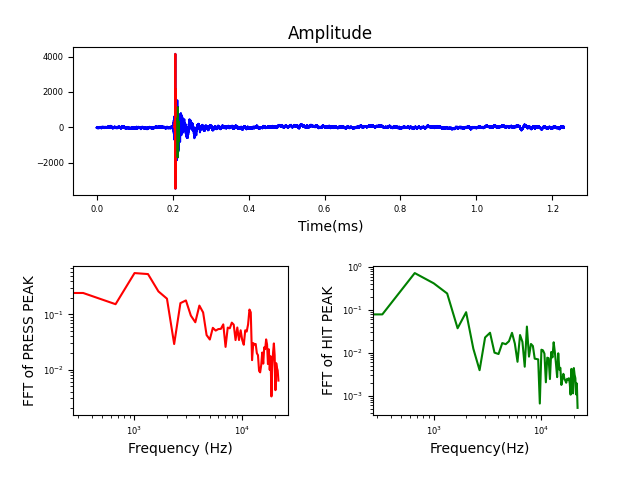 Amplitude
4000
2000
0
−2000
0.0 0.2 0.4 0.6 0.8 1.0 1.2
Time(ms)
FFT of PRESS PEAK
10⁻¹
10⁻²
10³ 10⁴
Frequency (Hz)
FFT of HIT PEAK
10⁰
10⁻¹
10⁻²
10⁻³
10³ 10⁴
Frequency(Hz)